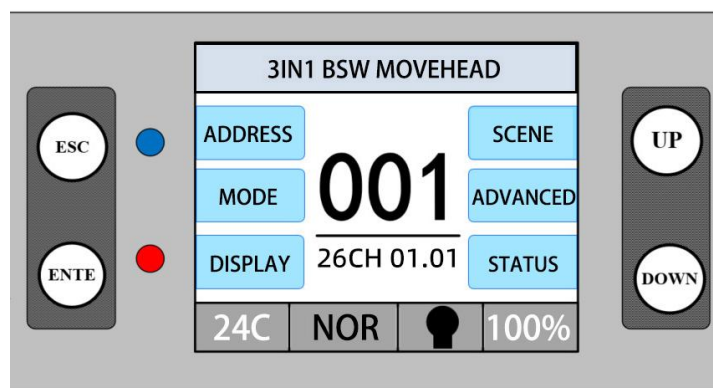 3IN1 BSW MOVEHEAD
ESC
ENTE
ADDRESS
MODE
DISPLAY
001
26CH 01.01
SCENE
ADVANCED
STATUS
24C NOR 100%
UP
DOWN